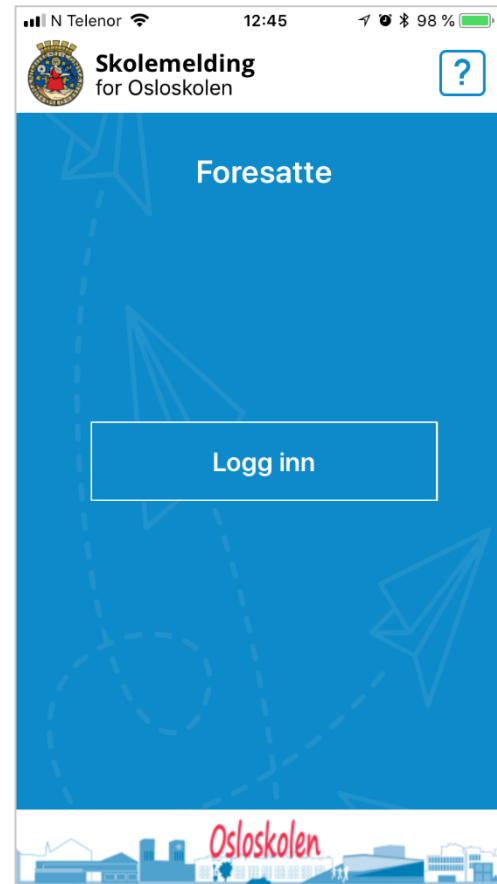 N Telenor 12:45 98 %
Skolemelding
for Osloskolen
?
Foresatte
Logg inn
Osloskolen